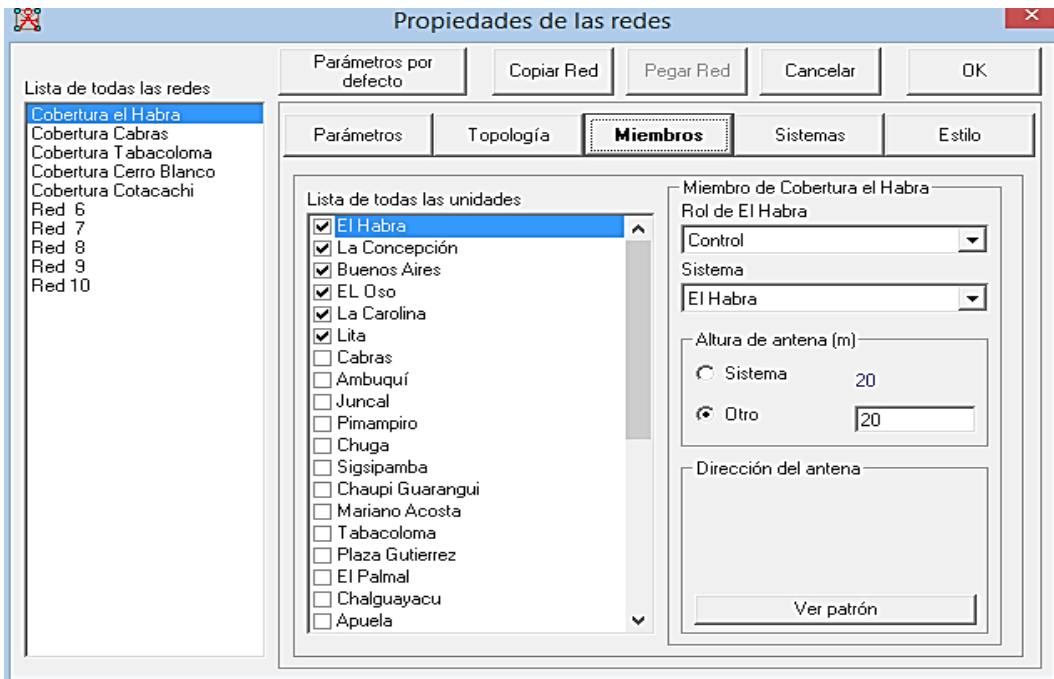 Propiedades de las redes
Lista de todas las redes
Cobertura el Habra
Cobertura Cabras
Cobertura Tabacoloma
Cobertura Cerro Blanco
Cobertura Cotacachi
Red 6
Red 7
Red 8
Red 9
Red 10
Parámetros por
defecto
Copiar Red
Pegar Red
Cancelar
OK
Parámetros
Topología
Miembros
Sistemas
Estilo
Lista de todas las unidades
El Habra
La Concepción
Buenos Aires
EL Oso
La Carolina
Lita
Cabras
Ambuquí
Juncal
Pimampiro
Chuga
Sigsipamba
Chaupi Guarangui
Mariano Acosta
Tabacoloma
Plaza Gutierrez
El Palmal
Chalguayacu
Apuela
Miembro de Cobertura el Habra
Rol de El Habra
Control
Sistema
El Habra
Altura de antena (m)
Sistema 20
Otro 20
Dirección del antena
Ver patrón